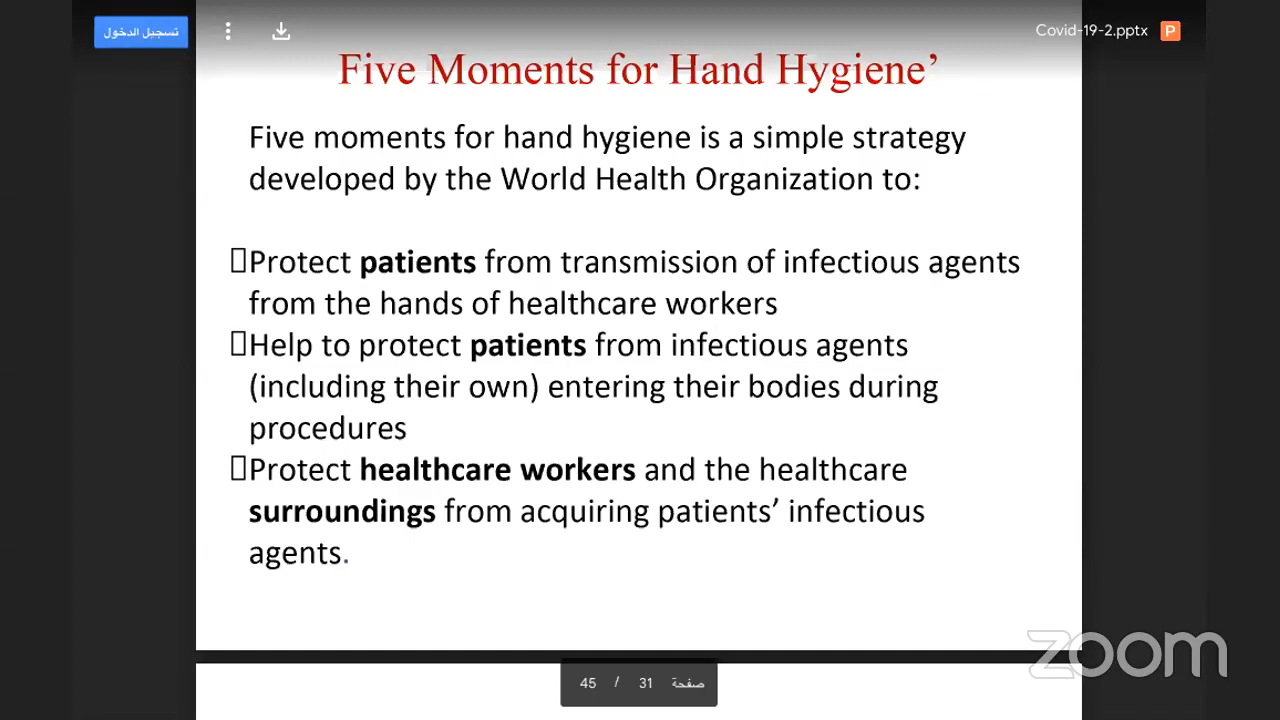 تسجيل الدخول
Covid-19-2.pptx
P
Five Moments for Hand Hygiene’
Five moments for hand hygiene is a simple strategy
developed by the World Health Organization to:
Protect patients from transmission of infectious agents
from the hands of healthcare workers
Help to protect patients from infectious agents
(including their own) entering their bodies during
procedures
Protect healthcare workers and the healthcare
surroundings from acquiring patients’ infectious
agents.
zoom
صفحة 31 / 45